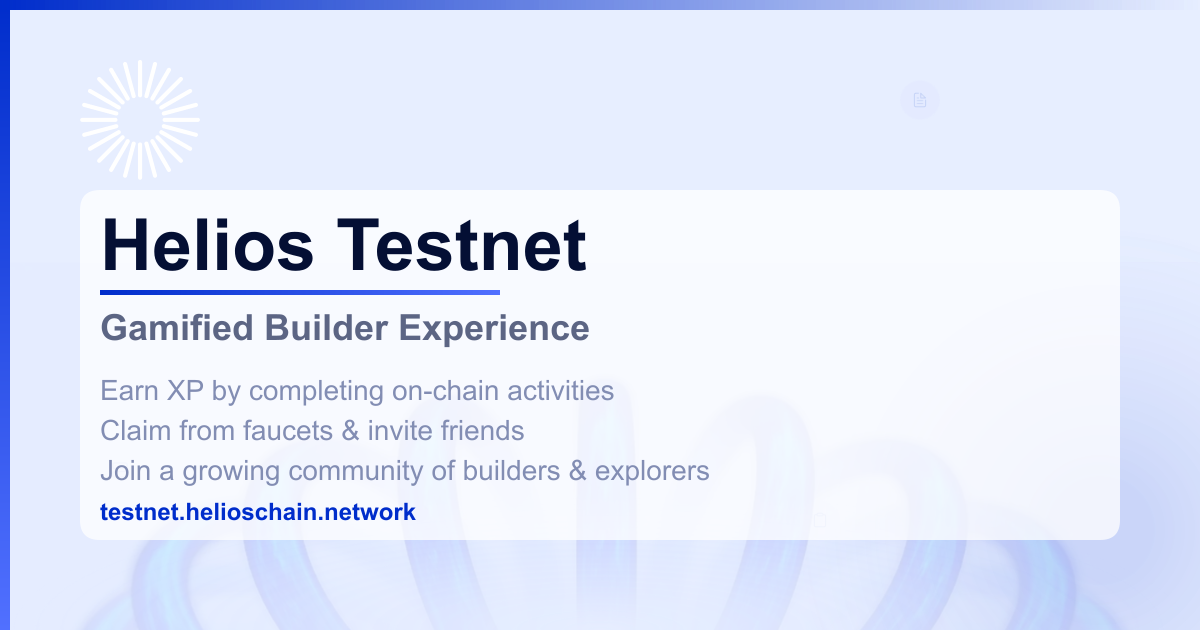 Helios Testnet
Gamified Builder Experience
Earn XP by completing on-chain activities
Claim from faucets & invite friends
Join a growing community of builders & explorers
testnet.helioschain.network